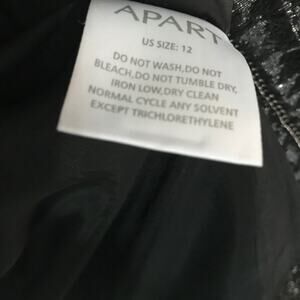 APART
US SIZE: 12
DO NOT WASH,DO NOT
BLEACH,DO NOT TUMBLE DRY,
IRON LOW,DRY CLEAN
NORMAL CYCLE ANY SOLVENT
EXCEPT TRICHLORETHYLENE